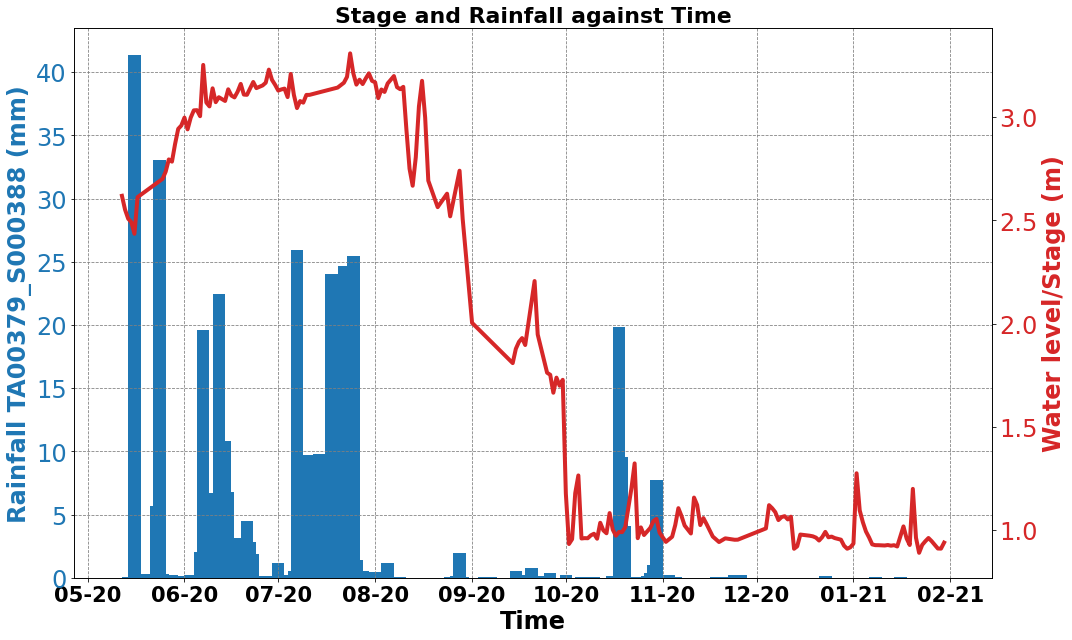 Stage and Rainfall against Time
Rainfall TA00379_S000388 (mm)
40
35
30
25
20
15
10
5
0
3.0
2.5
2.0
1.5
1.0
Water level/Stage (m)
05-20 06-20 07-20 08-20 09-20 10-20 11-20 12-20 01-21 02-21
Time